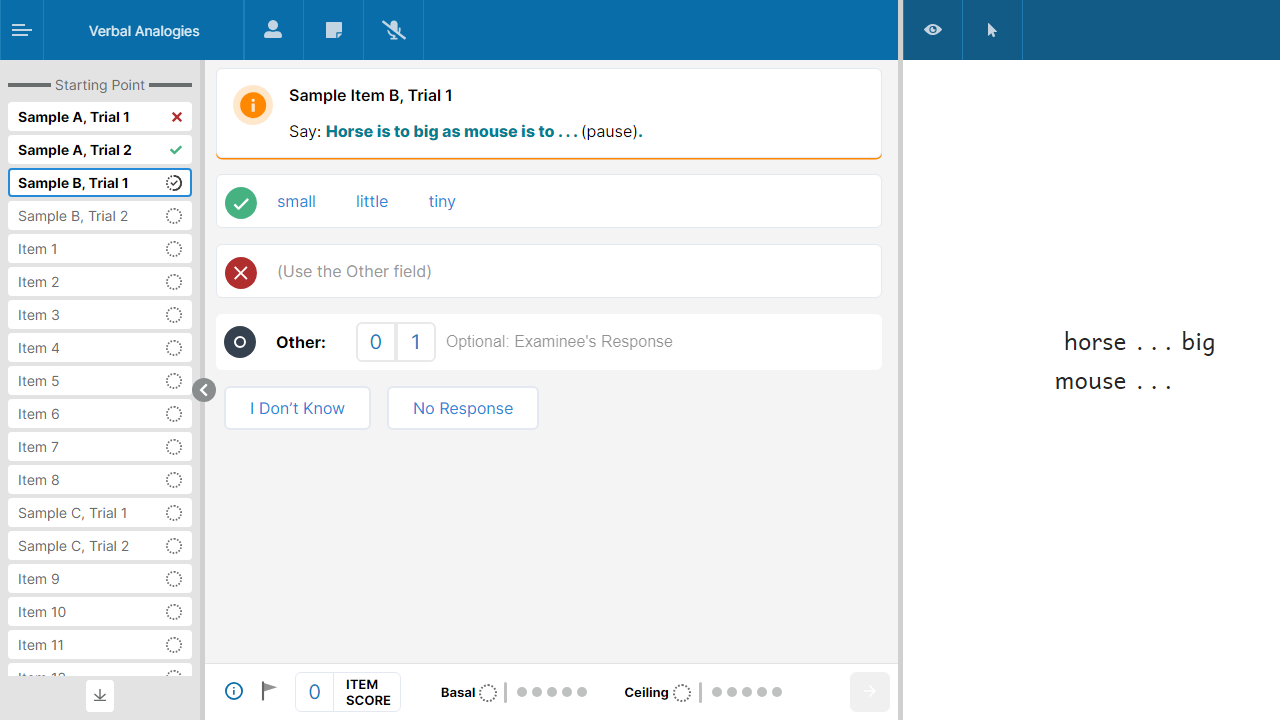 Verbal Analogies
Starting Point
Sample A, Trial 1
Sample A, Trial 2
Sample B, Trial 1
Sample B, Trial 2
Item 1
Item 2
Item 3
Item 4
Item 5
Item 6
Item 7
Item 8
Sample C, Trial 1
Sample C, Trial 2
Item 9
Item 10
Item 11
Item 12
Sample Item B, Trial 1
Say: Horse is to big as mouse is to . . . (pause).
small little tiny
(Use the Other field)
Other: 0 1 Optional: Examinee's Response
I Don’t Know No Response
0 ITEM SCORE Basal Ceiling
horse . . . big
mouse . . .